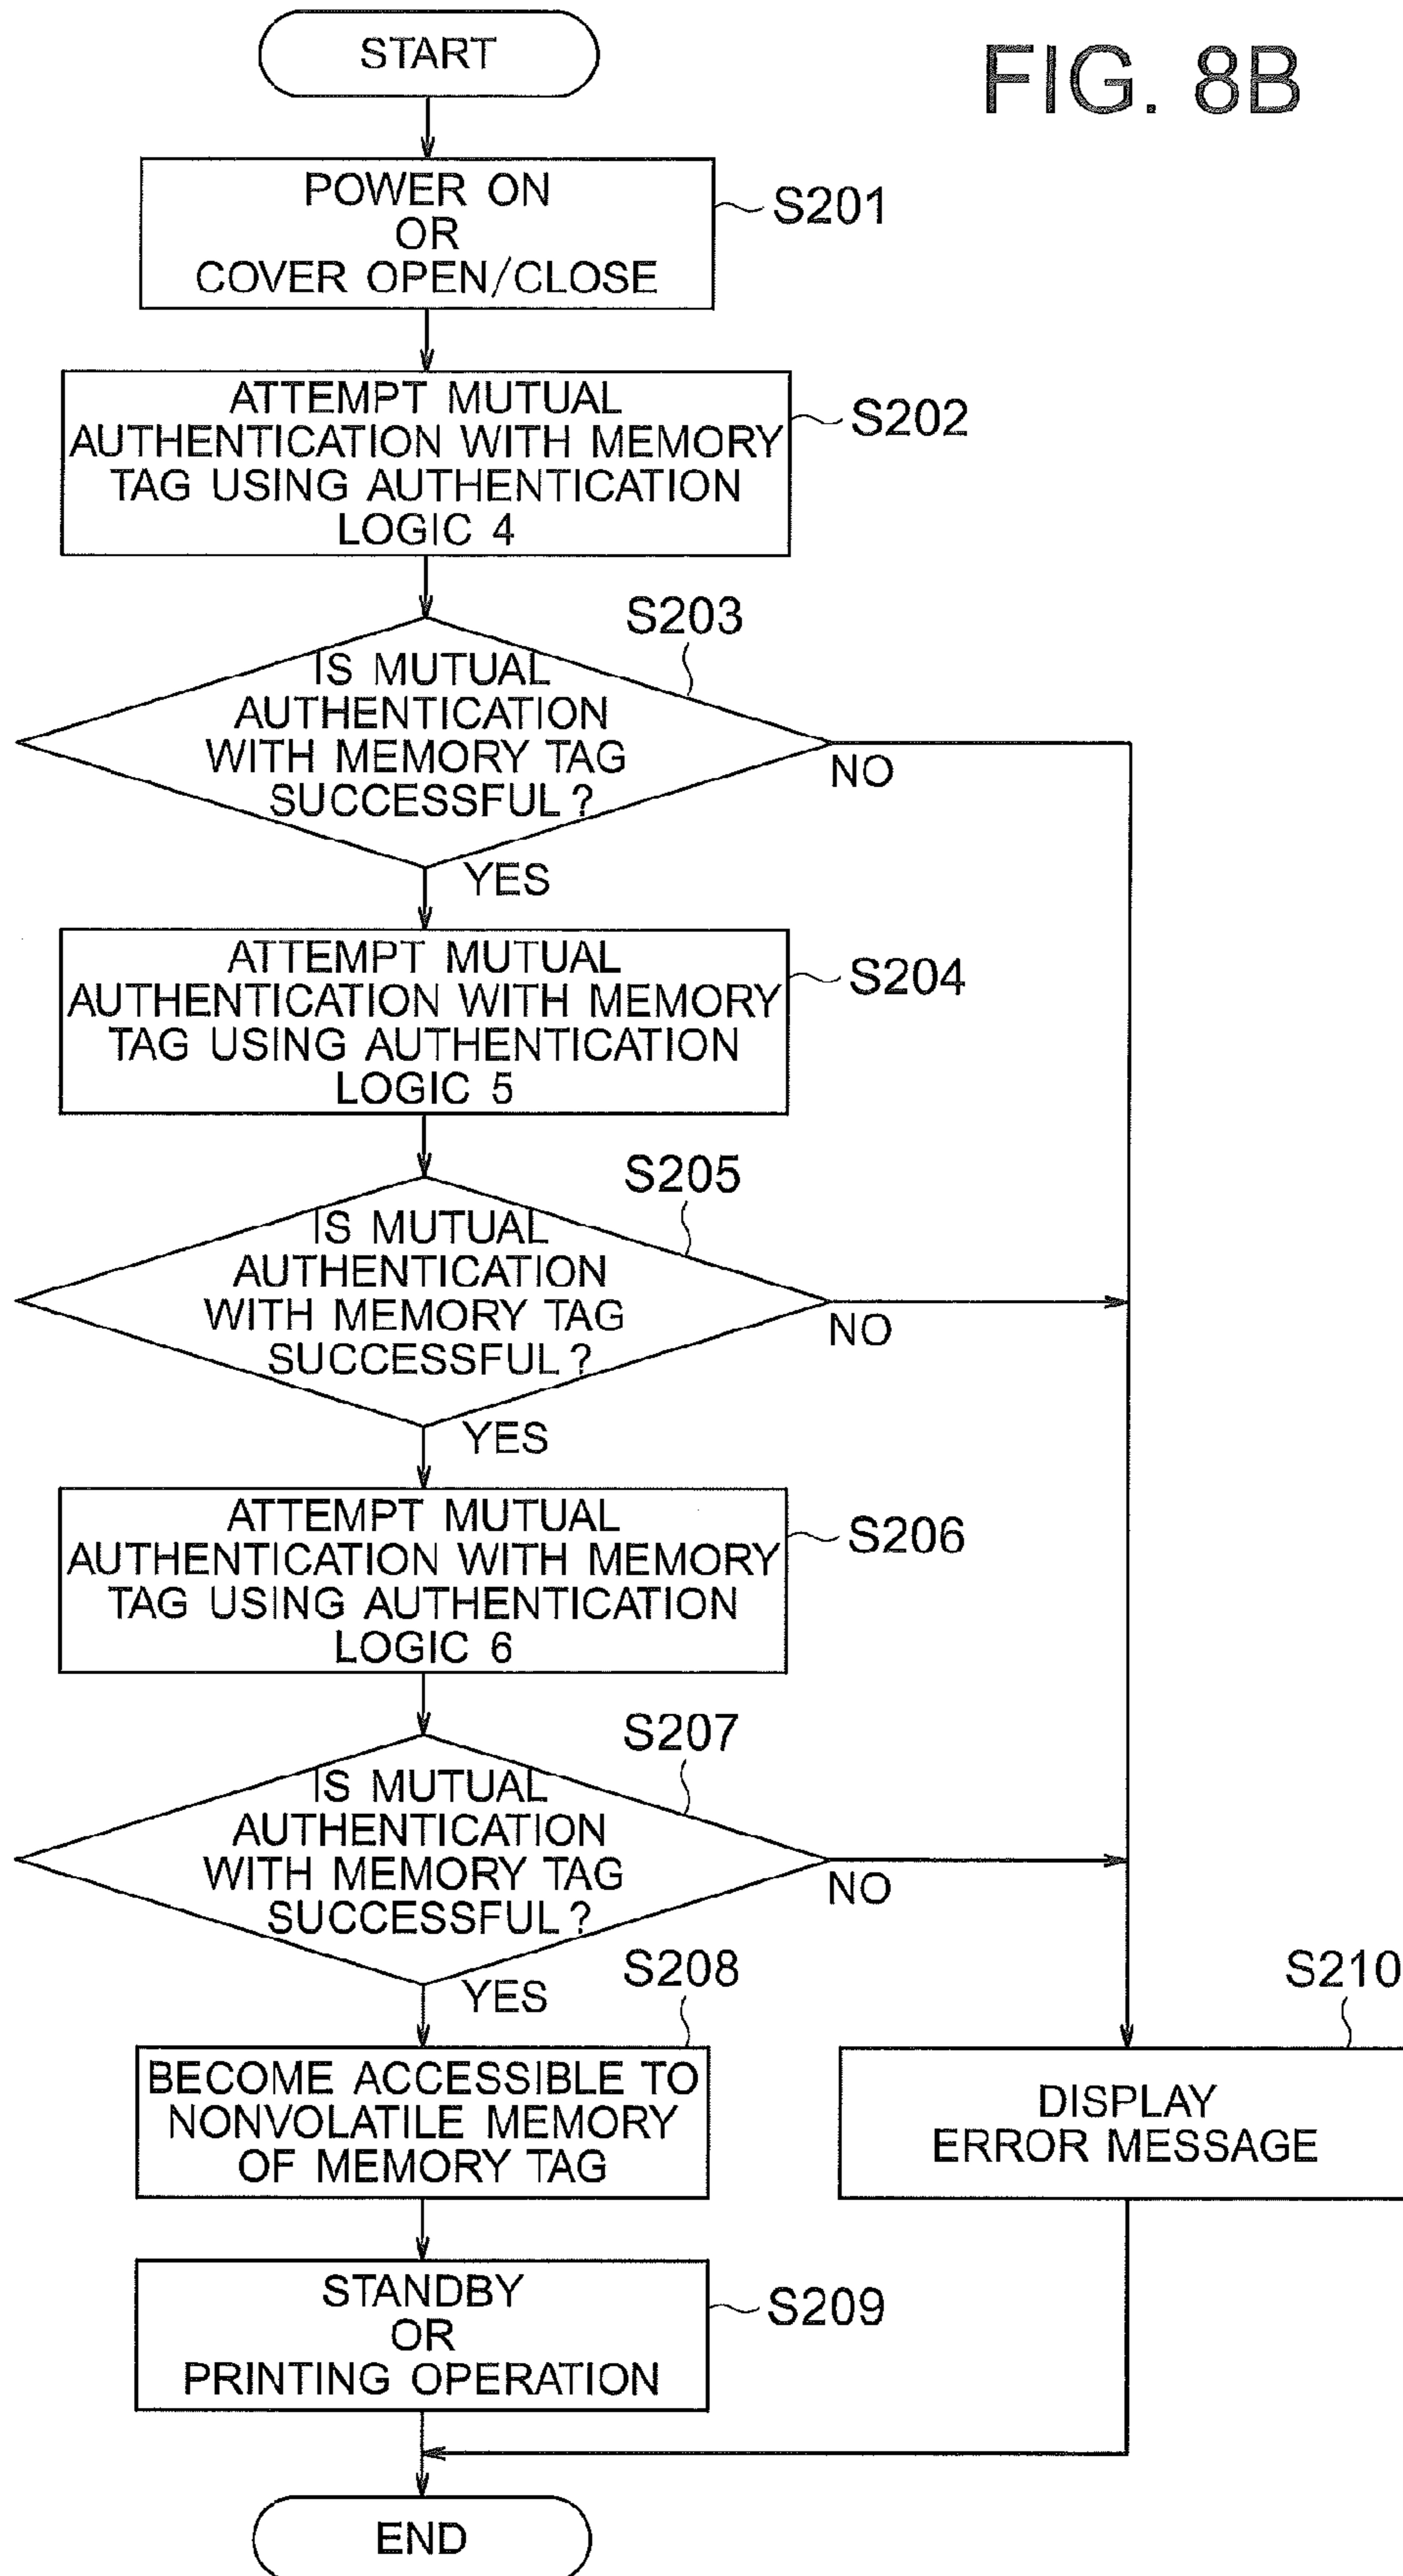 START
FIG. 8B
POWER ON
OR
COVER OPEN/CLOSE
S201
ATTEMPT MUTUAL
AUTHENTICATION WITH MEMORY
TAG USING AUTHENTICATION
LOGIC 4
S202
S203
IS MUTUAL
AUTHENTICATION
WITH MEMORY TAG
SUCCESSFUL?
NO
YES
ATTEMPT MUTUAL
AUTHENTICATION WITH MEMORY
TAG USING AUTHENTICATION
LOGIC 5
S204
S205
IS MUTUAL
AUTHENTICATION
WITH MEMORY TAG
SUCCESSFUL?
NO
YES
ATTEMPT MUTUAL
AUTHENTICATION WITH MEMORY
TAG USING AUTHENTICATION
LOGIC 6
S206
S207
IS MUTUAL
AUTHENTICATION
WITH MEMORY TAG
SUCCESSFUL?
NO
YES
S208
BECOME ACCESSIBLE TO
NONVOLATILE MEMORY
OF MEMORY TAG
S210
DISPLAY
ERROR MESSAGE
STANDBY
OR
PRINTING OPERATION
S209
END